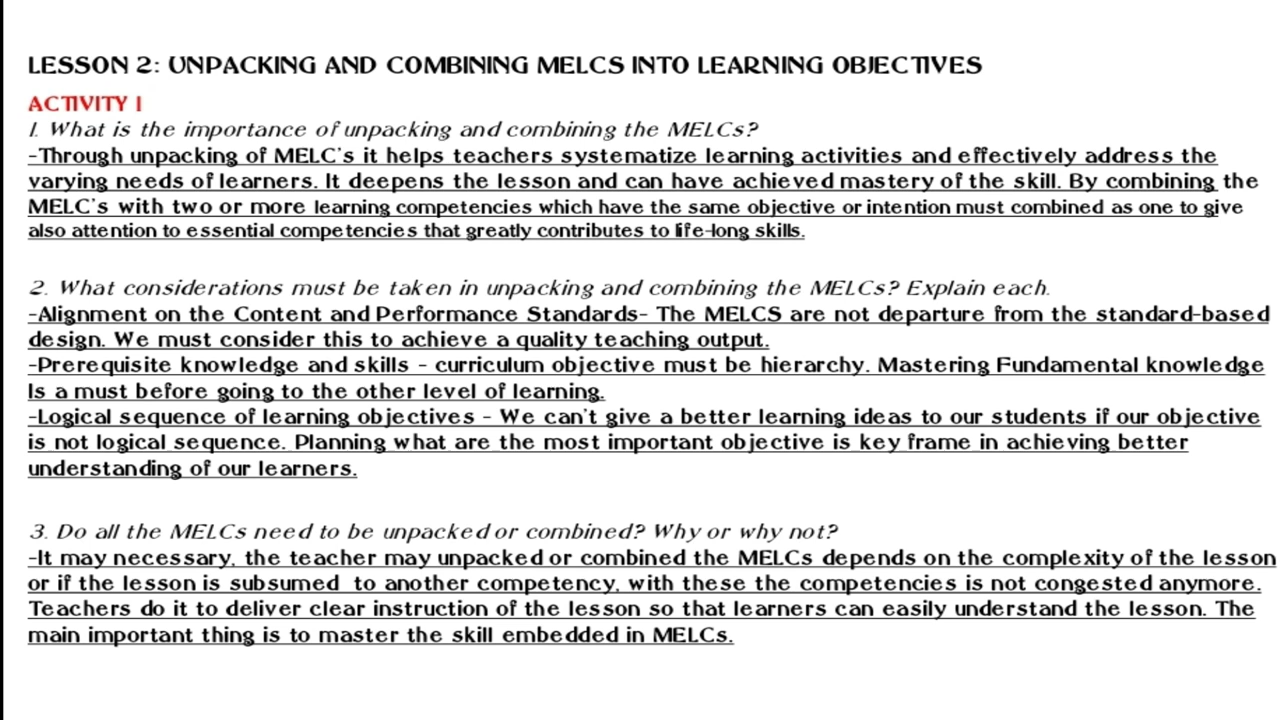 LESSON 2: UNPACKING AND COMBINING MELCS INTO LEARNING OBJECTIVES
ACTIVITY 1
1. What is the importance of unpacking and combining the MELCs?
-Through unpacking of MELC's it helps teachers systematize learning activities and effectively address the
varying needs of learners. It deepens the lesson and can have achieved mastery of the skill. By combining the
MELC's with two or more learning competencies which have the same objective or intention must combined as one to give
also attention to essential competencies that greatly contributes to life-long skills.
2. What considerations must be taken in unpacking and combining the MELCs? Explain each.
-Alignment on the Content and Performance Standards- The MELCS are not departure from the standard-based
design. We must consider this to achieve a quality teaching output.
-Prerequisite knowledge and skills - curriculum objective must be hierarchy. Mastering Fundamental knowledge
Is a must before going to the other level of learning.
-Logical sequence of learning objectives - We can't give a better learning ideas to our students if our objective
is not logical sequence. Planning what are the most important objective is key frame in achieving better
understanding of our learners.
3. Do all the MELCs need to be unpacked or combined? Why or why not?
-It may necessary, the teacher may unpacked or combined the MELCs depends on the complexity of the lesson
or if the lesson is subsumed to another competency, with these the competencies is not congested anymore.
Teachers do it to deliver clear instruction of the lesson so that learners can easily understand the lesson. The
main important thing is to master the skill embedded in MELCs.